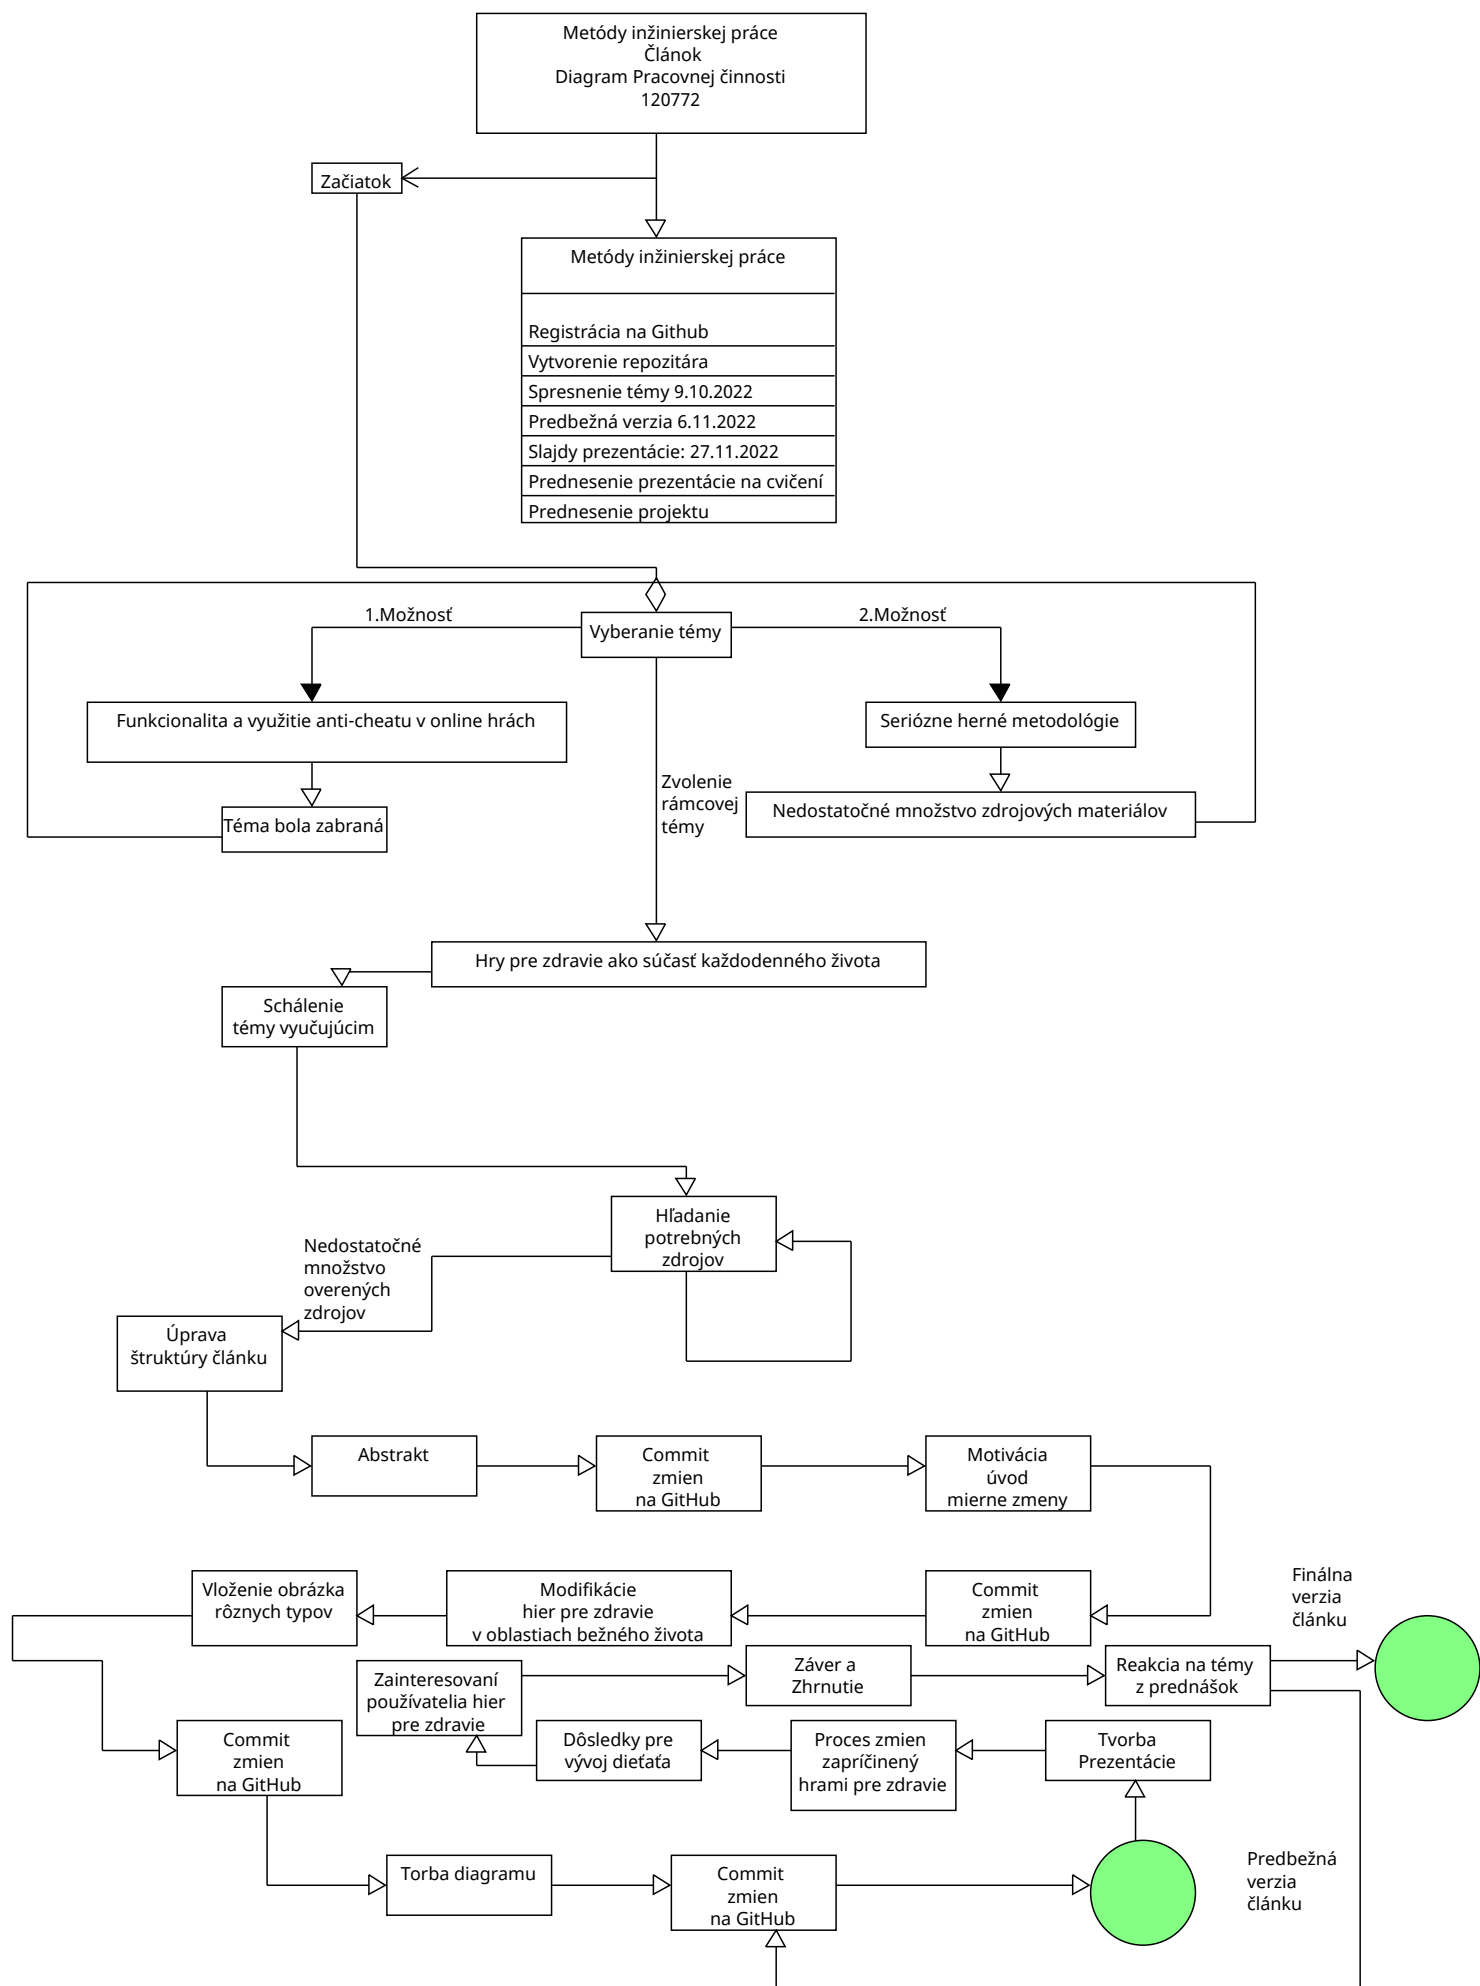 Metódy inžinierskej práce
Článok
Diagram Pracovnej činnosti
120772
Začiatok
Metódy inžinierskej práce
Registrácia na Github
Vytvorenie repozitára
Spresnenie témy 9.10.2022
Predbežná verzia 6.11.2022
Slajdy prezentácie: 27.11.2022
Prednesenie prezentácie na cvičení
Prednesenie projektu
1.Možnosť
Vyberanie témy
2.Možnosť
Funkcionalita a využitie anti-cheatu v online hrách
Seriózne herné metodológie
Téma bola zabraná
Zvolenie
rámcovej
témy
Nedostatočné množstvo zdrojových materiálov
Hry pre zdravie ako súčasť každodenného života
Schálenie
témy vyučujúcim
Hľadanie
potrebných
zdrojov
Nedostatočné
množstvo
overených
zdrojov
Úprava
štruktúry článku
Abstrakt
Commit
zmien
na GitHub
Motivácia
úvod
mierne zmeny
Vloženie obrázka
rôznych typov
Modifikácie
hier pre zdravie
v oblastiach bežného života
Commit
zmien
na GitHub
Finálna
verzia
článku
Zainteresovaní
používatelia hier
pre zdravie
Záver a
Zhrnutie
Reakcia na témy
z prednášok
Commit
zmien
na GitHub
Dôsledky pre
vývoj dieťaťa
Proces zmien
zapríčinený
hrami pre zdravie
Tvorba
Prezentácie
Torba diagramu
Commit
zmien
na GitHub
Predbežná
verzia
článku